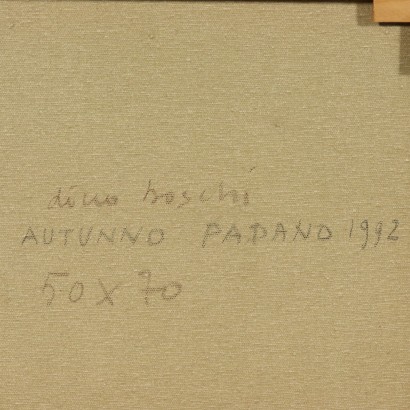 dino boschi
AUTUNNO PADANO 1992
50 X 70